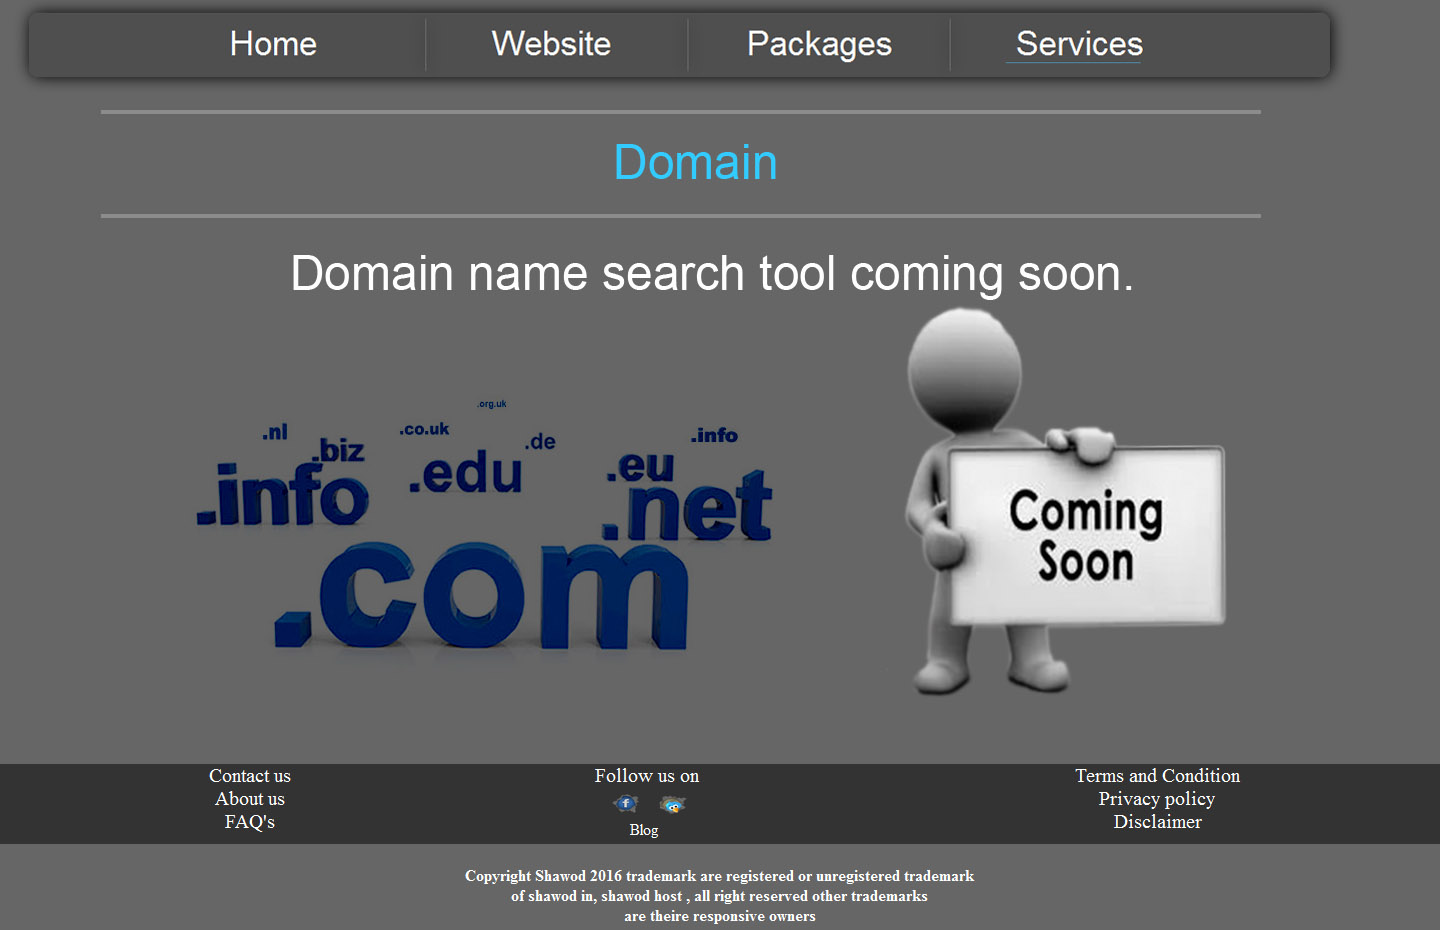 Home Website Packages Services
Domain
Domain name search tool coming soon.
.org.uk
.nl .co.uk .info
.biz .de
.info .edu .eu
.net
.com
Coming
Soon
Contact us Follow us on Terms and Condition
About us Privacy policy
FAQ's Blog Disclaimer
Copyright Shawod 2016 trademark are registered or unregistered trademark
of shawod in, shawod host , all right reserved other trademarks
are theire responsive owners